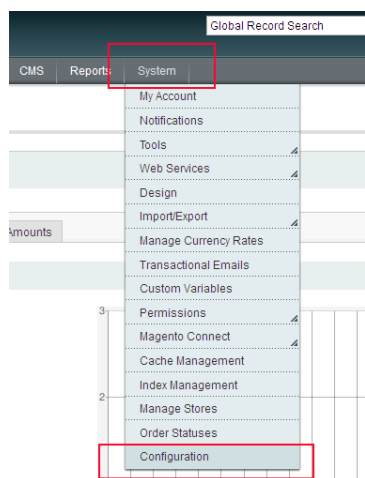 Global Record Search
CMS Reports System
My Account
Notifications
Tools
Web Services
Design
Import/Export
Amounts
Manage Currency Rates
Transactional Emails
Custom Variables
Permissions
3
Magento Connect
Cache Management
Index Management
2
Manage Stores
Order Statuses
Configuration